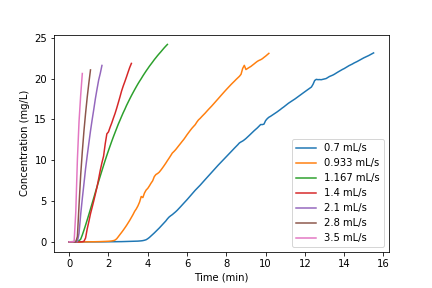 25
20
15
10
5
0
Concentration (mg/L)
0.7 mL/s
0.933 mL/s
1.167 mL/s
1.4 mL/s
2.1 mL/s
2.8 mL/s
3.5 mL/s
0 2 4 6 8 10 12 14 16
Time (min)